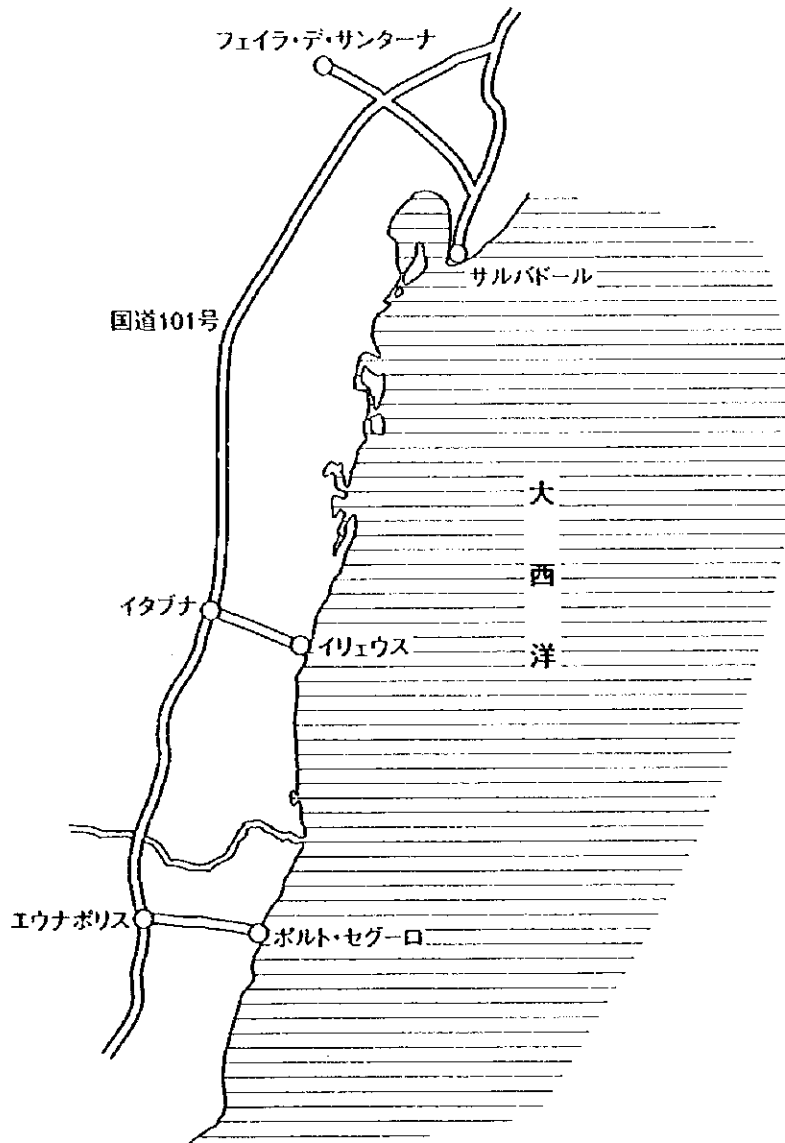 フェイラ・デ・サンターナ
サルバドール
国道101号
大西洋
イタブナ
イリェウス
エウナポリス
ポルト・セグーロ